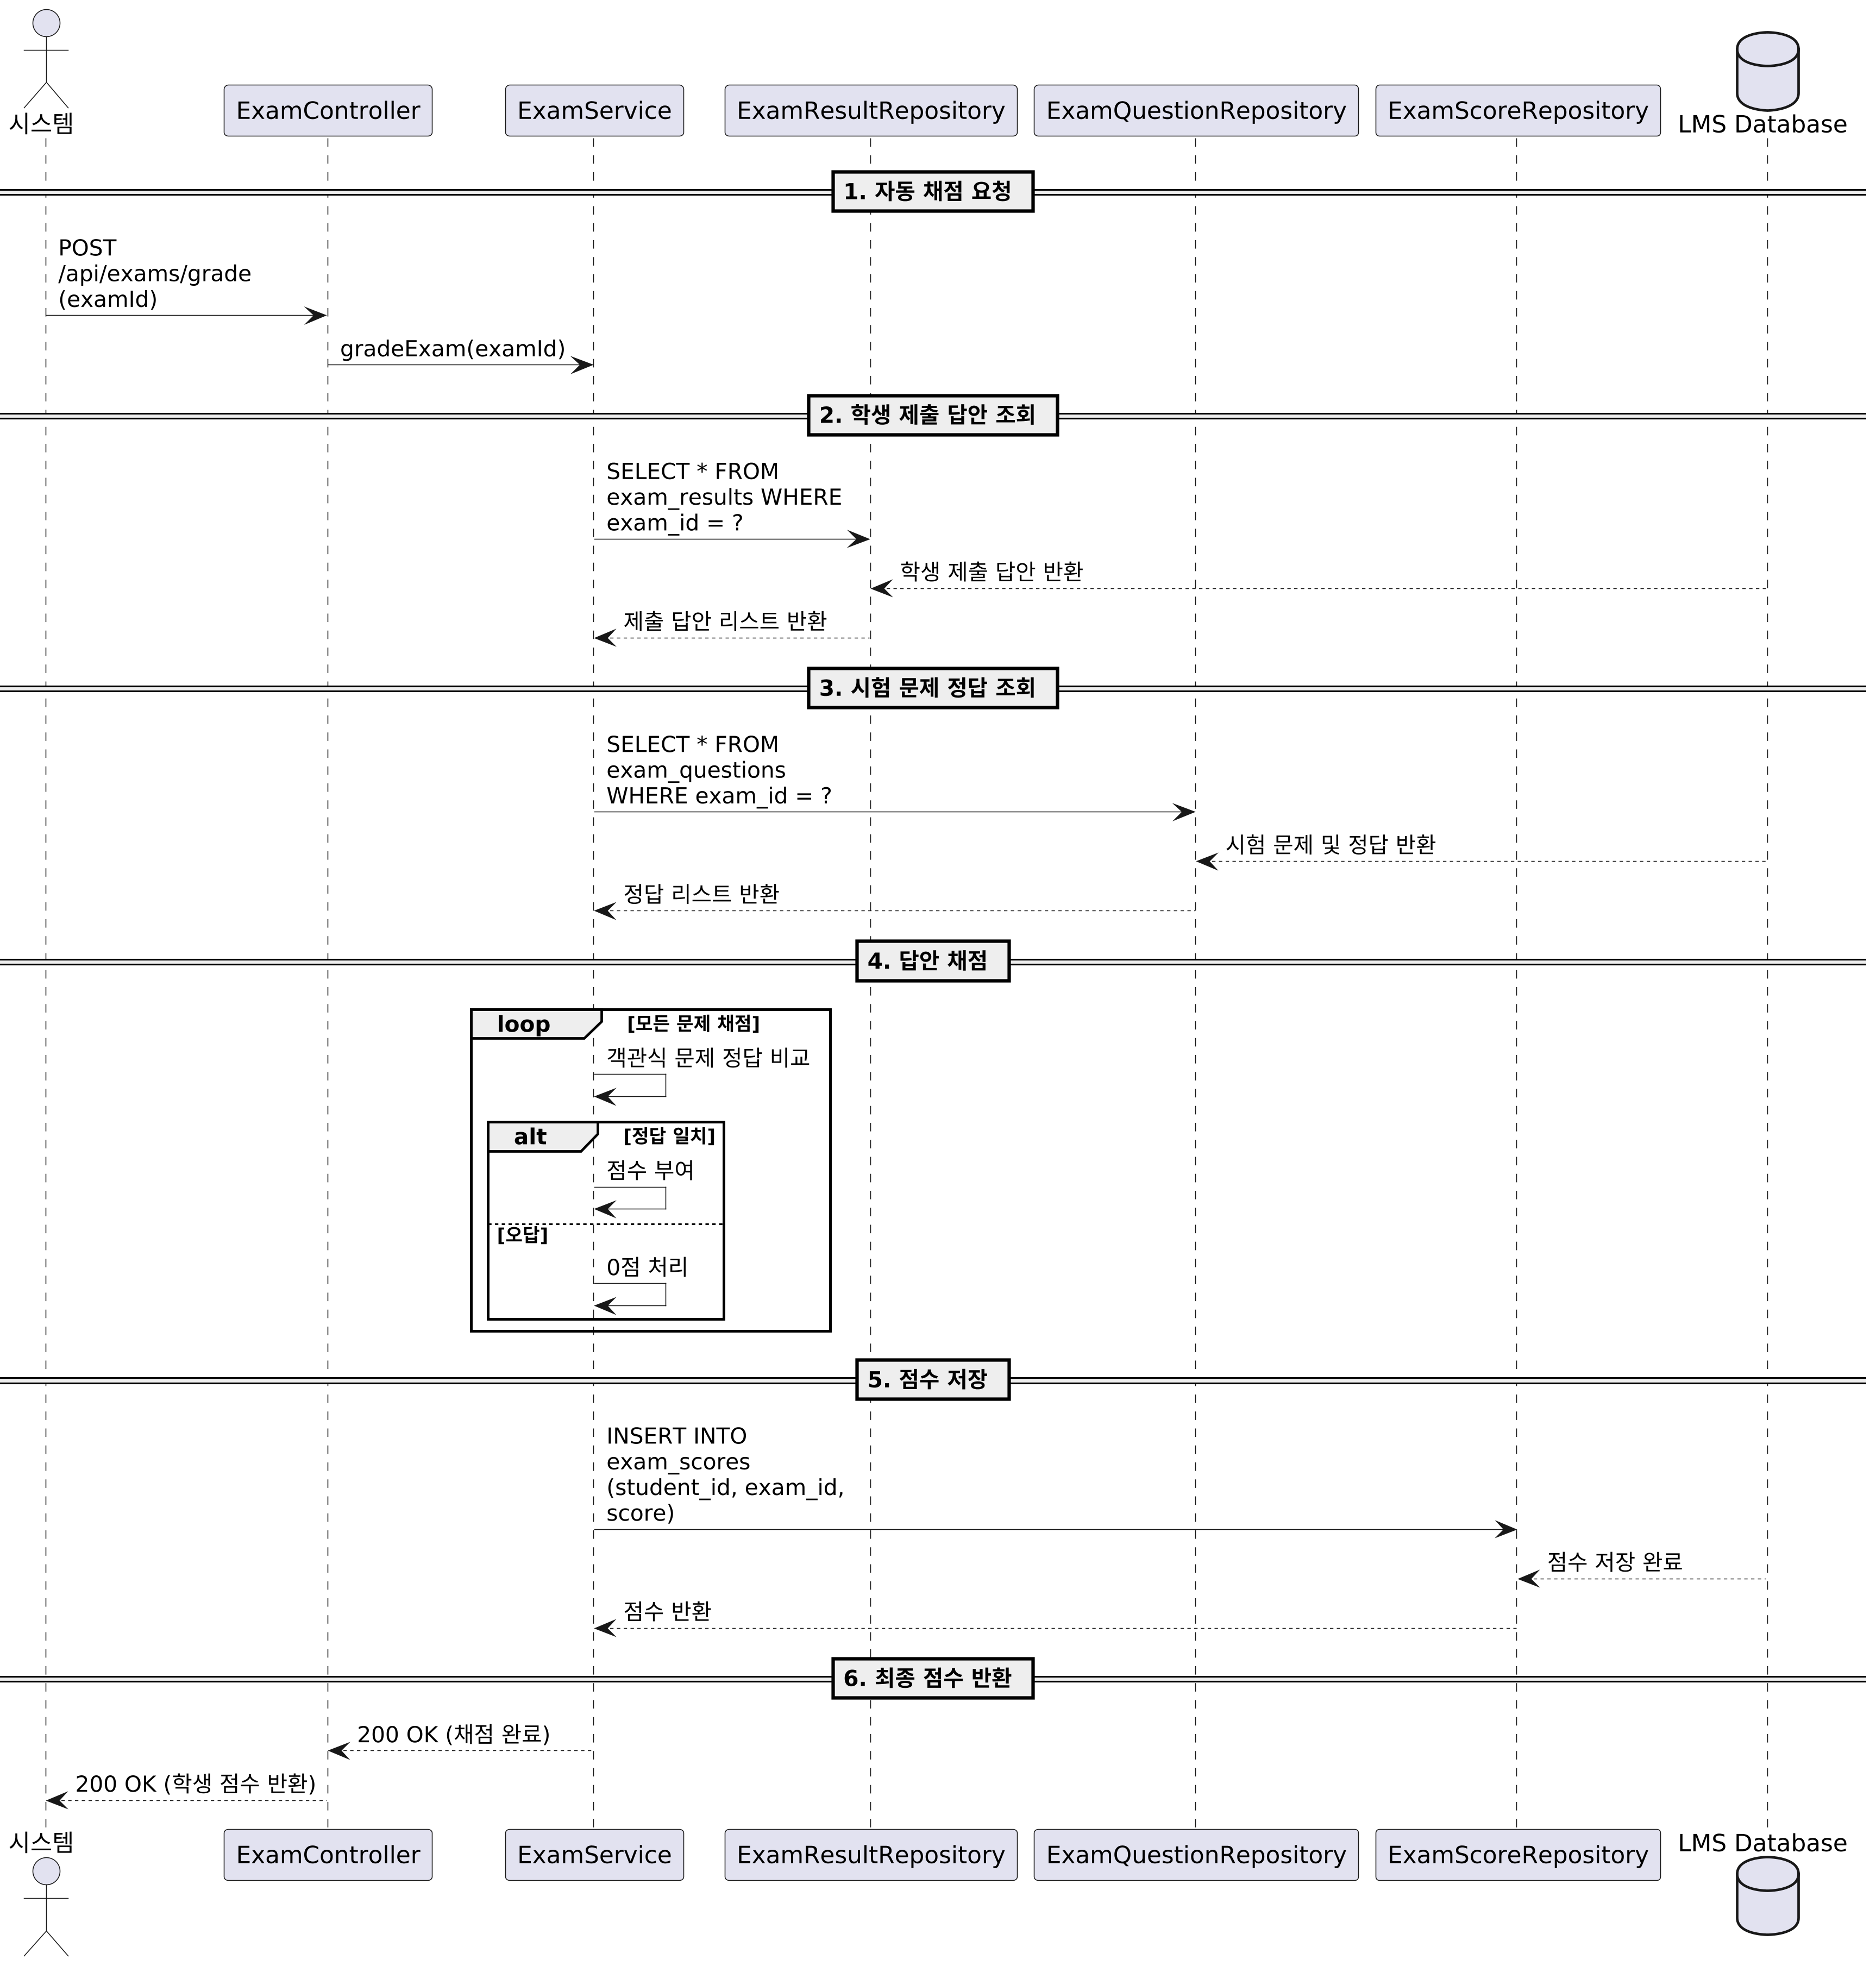 시스템
ExamController
ExamService
ExamResultRepository
ExamQuestionRepository
ExamScoreRepository
LMS Database
1. 자동 채점 요청
POST
/api/exams/grade
(examId)
gradeExam(examId)
2. 학생 제출 답안 조회
SELECT * FROM
exam_results WHERE
exam_id = ?
학생 제출 답안 반환
제출 답안 리스트 반환
3. 시험 문제 정답 조회
SELECT * FROM
exam_questions
WHERE exam_id = ?
시험 문제 및 정답 반환
정답 리스트 반환
4. 답안 채점
loop
[모든 문제 채점]
객관식 문제 정답 비교
alt
[정답 일치]
점수 부여
[오답]
0점 처리
5. 점수 저장
INSERT INTO
exam_scores
(student_id, exam_id,
score)
점수 저장 완료
점수 반환
6. 최종 점수 반환
200 OK (채점 완료)
200 OK (학생 점수 반환)
시스템
ExamController
ExamService
ExamResultRepository
ExamQuestionRepository
ExamScoreRepository
LMS Database